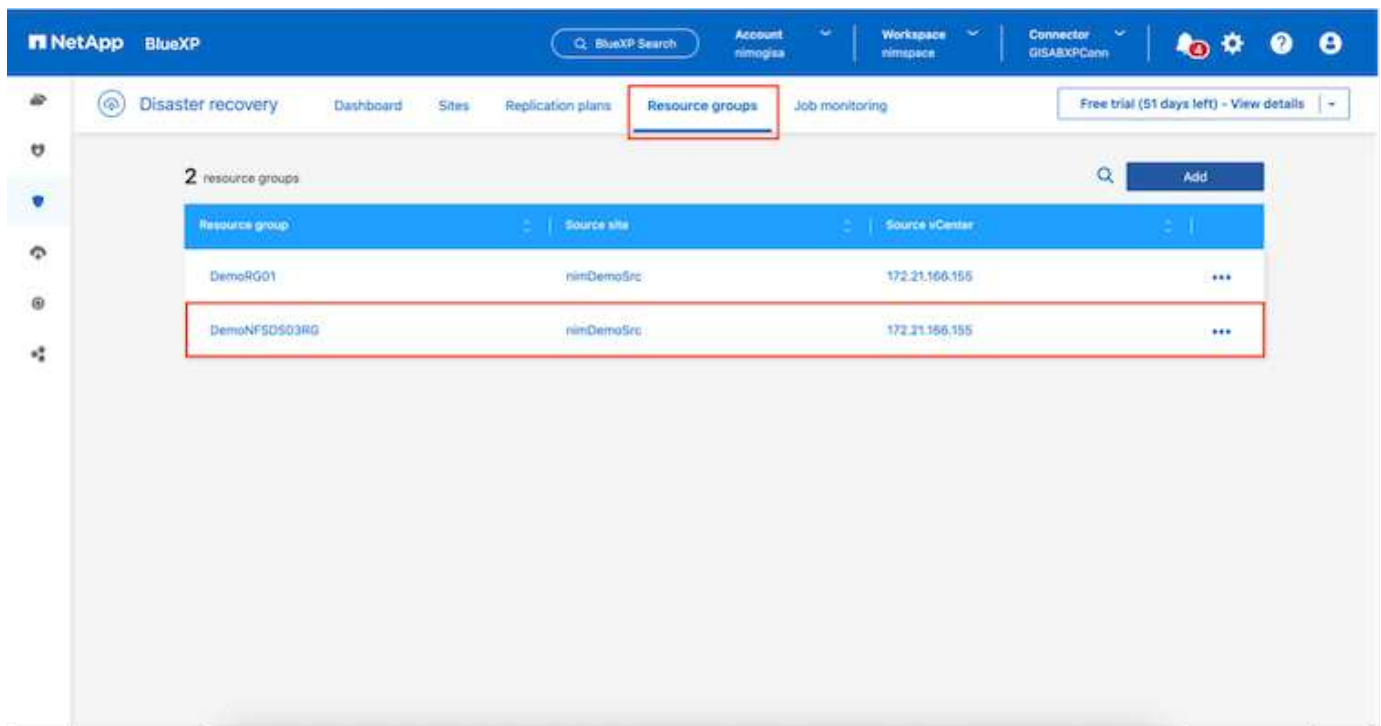 NetApp BlueXP
BlueXP Search
Account
nimogisa
Workspace
nimspace
Connector
GISABXPConn
4
Disaster recovery
Dashboard
Sites
Replication plans
Resource groups
Job monitoring
Free trial (51 days left) - View details
2 resource groups
Add
Resource group
Source site
Source vCenter
DemoRG01
nimDemoSrc
172.21.166.155
DemoNFSDS03RG
nimDemoSrc
172.21.166.155